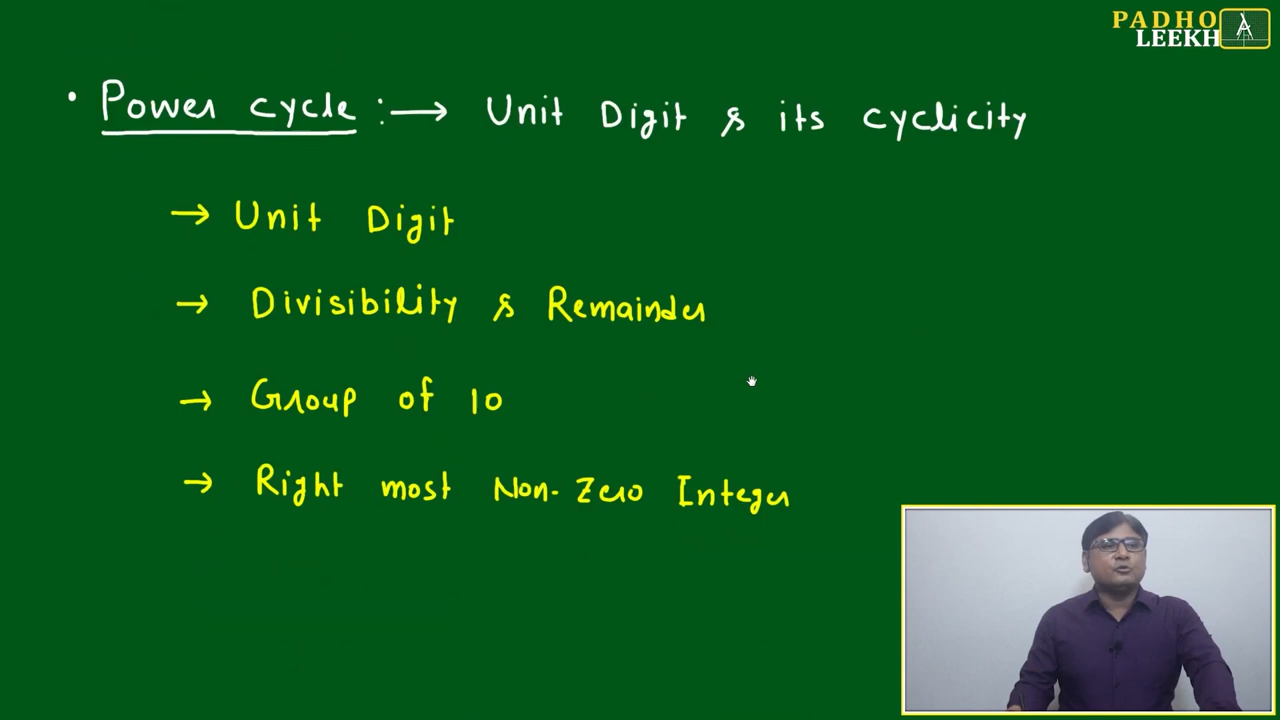 PADHO
LEEKH
• Power cycle :→ Unit Digit & its cyclicity
→ Unit Digit
→ Divisibility & Remainder
→ Group of 10
→ Right most Non-Zero Integer